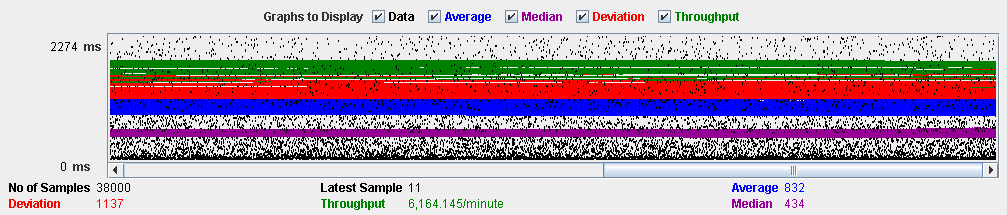 Graphs to Display Data Average Median Deviation Throughput
2274 ms
0 ms
No of Samples 38000 Latest Sample 11 Average 832
Deviation 1137 Throughput 6,164.145/minute Median 434